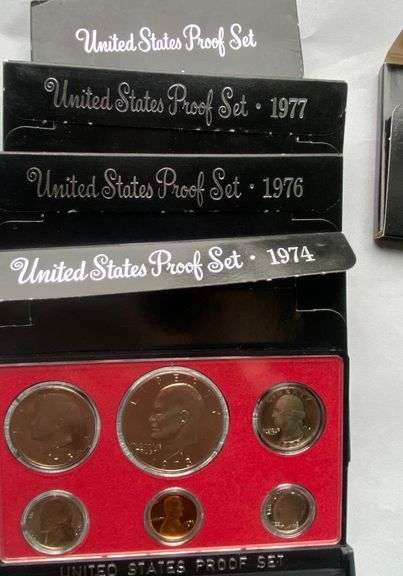 United States Proof Set
United States Proof Set • 1977
United States Proof Set • 1976
United States Proof Set • 1974
UNITED STATES PROOF SET